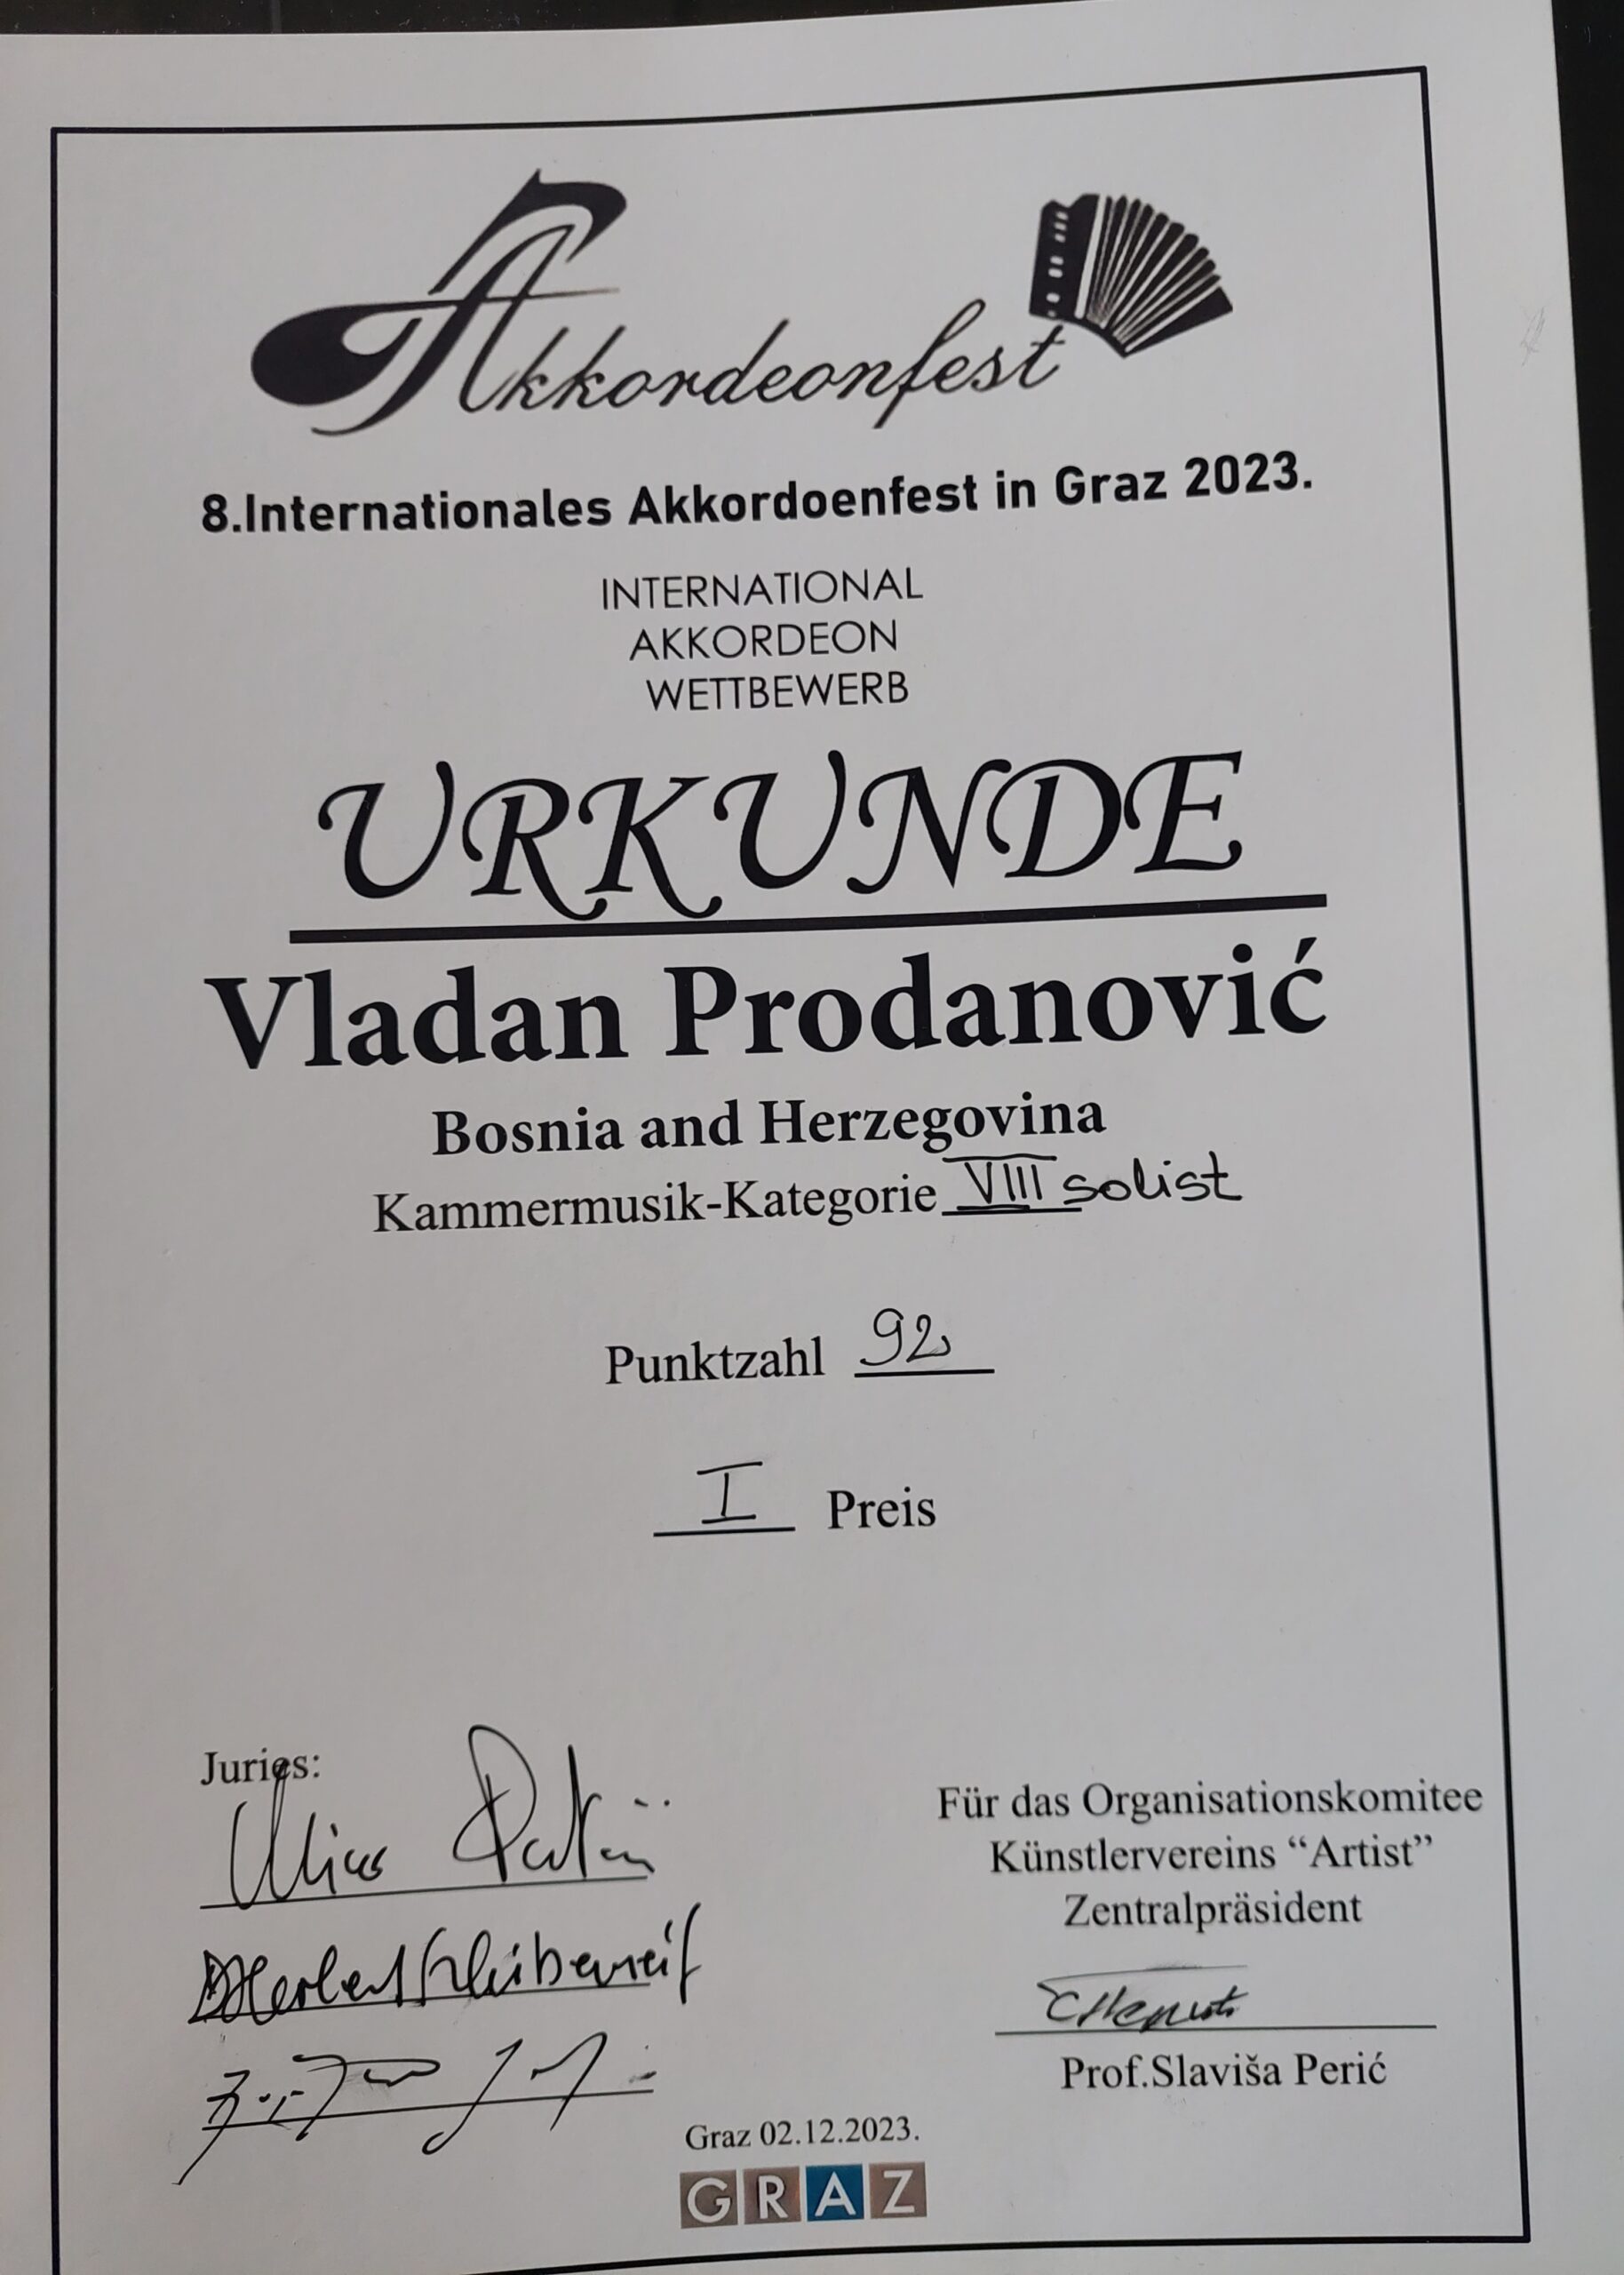 Akkordeonfest
8.Internationales Akkordoenfest in Graz 2023.
INTERNATIONAL
AKKORDEON
WETTBEWERB
URKUNDE
Vladan Prodanović
Bosnia and Herzegovina
Kammermusik-Kategorie VIII solist
Punktzahl 92
I Preis
Juries:
Für das Organisationskomitee
Künstlervereins “Artist”
Zentralpräsident
Prof.Slaviša Perić
Graz 02.12.2023.
GRAZ